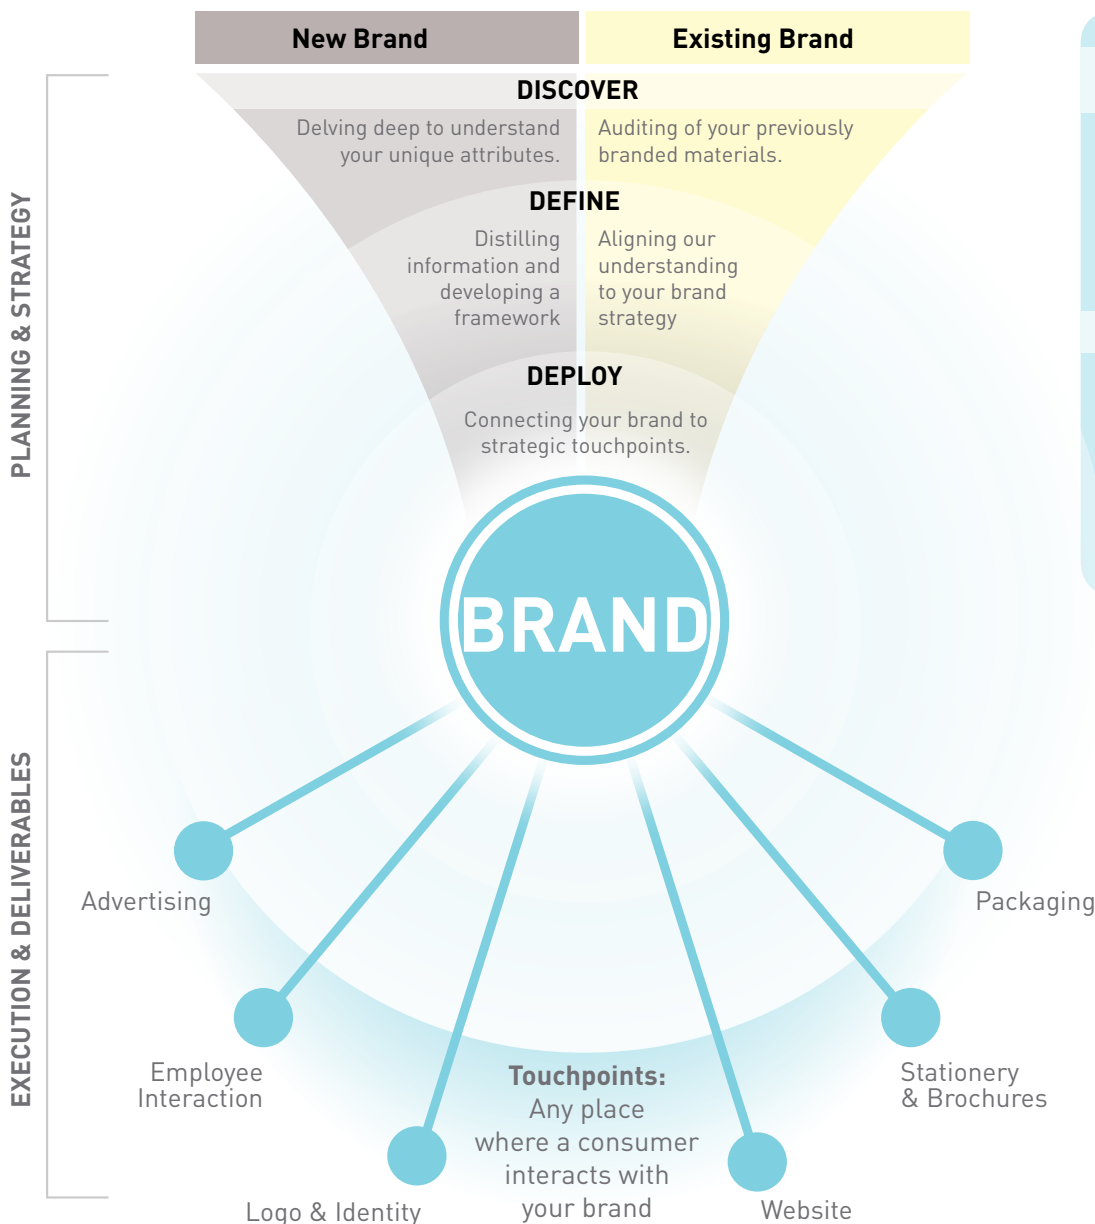 New Brand
Existing Brand
DISCOVER
Delving deep to understand
your unique attributes.
Auditing of your previously
branded materials.
DEFINE
Distilling
information and
developing a
framework
Aligning our
understanding
to your brand
strategy
DEPLOY
Connecting your brand to
strategic touchpoints.
PLANNING & STRATEGY
BRAND
EXECUTION & DELIVERABLES
Advertising
Packaging
Employee
Interaction
Stationery
& Brochures
Touchpoints:
Any place
where a consumer
interacts with
your brand
Logo & Identity
Website